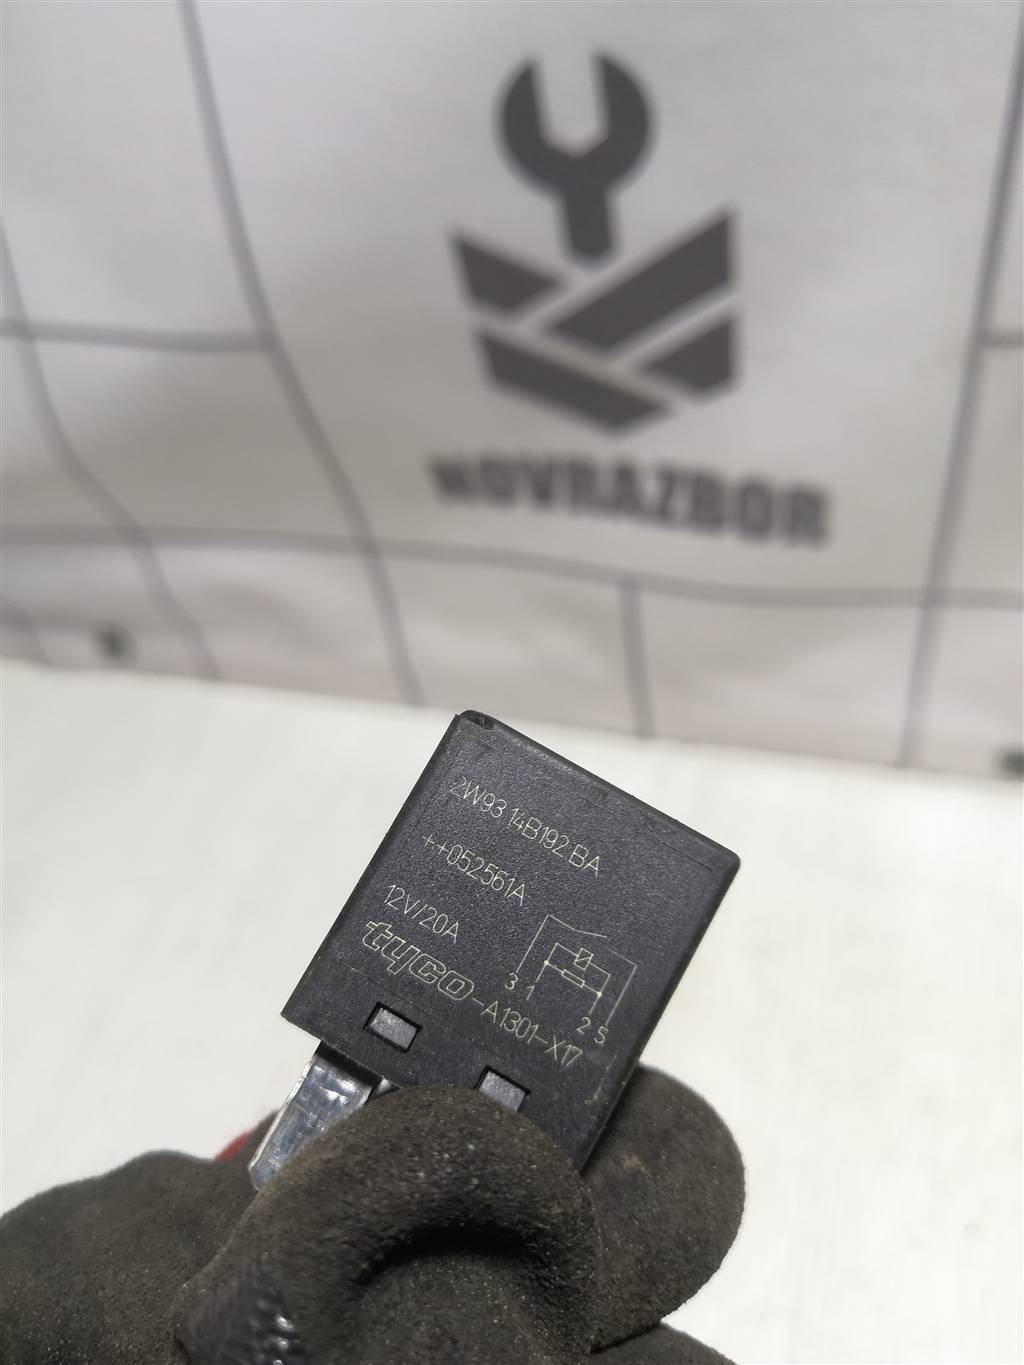 NOVRAZBOR
2W93 14B192 BA
++052561A
12V/20A
tyco -A1301-X17
3 1 2 5